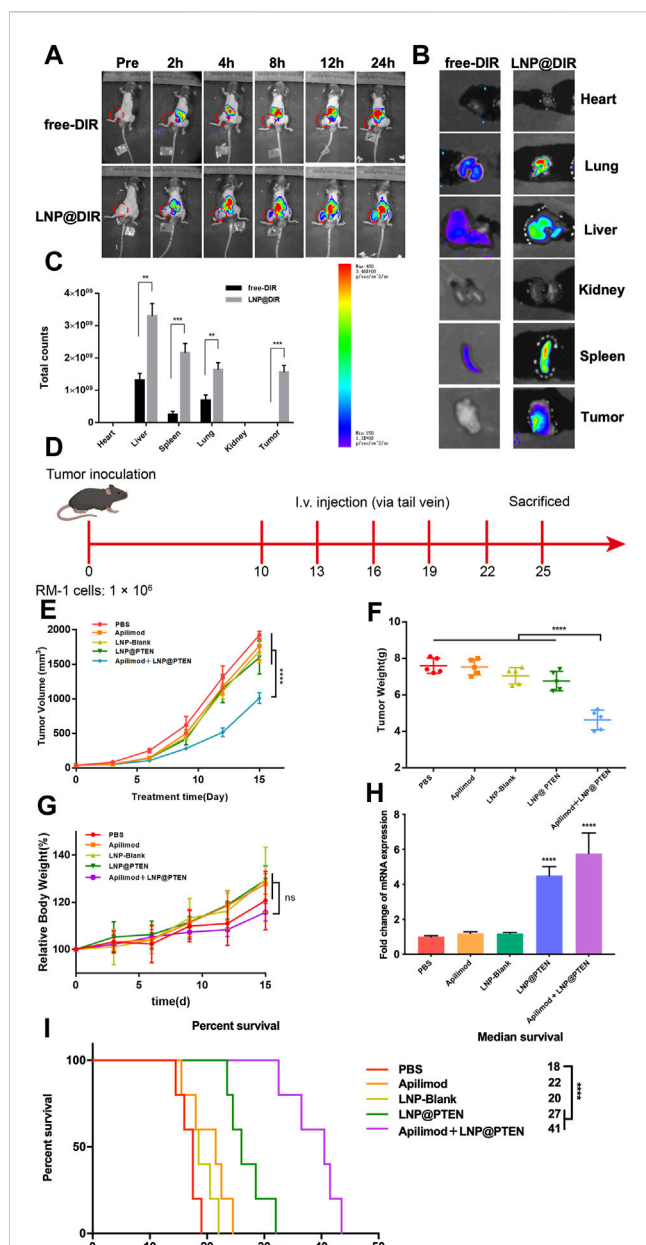 A
Pre 2h 4h 8h 12h 24h
free-DIR
LNP@DIR
B
free-DIR LNP@DIR
Heart
Lung
Liver
Kidney
Spleen
Tumor
C
free-DIR
LNP@DIR
Total counts
4×10⁰⁹
3×10⁰⁹
2×10⁰⁹
1×10⁰⁹
0
** *** ** ***
Heart Liver Spleen Lung Kidney Tumor
D
Tumor inoculation
I.v. injection (via tail vein) Sacrificed
0 10 13 16 19 22 25
RM-1 cells: 1 × 10⁶
E
PBS
Apilimod
LNP-Blank
LNP@PTEN
Apilimod+LNP@PTEN
Tumor Volume (mm³)
2000
1500
1000
500
0
0 5 10 15
Treatment time(Day)
****
F
Tumor Weight(g)
10
8
6
4
2
0
****
PBS Apilimod LNP-Blank LNP@ PTEN Apilimod+LNP@PTEN
G
PBS
Apilimod
LNP-Blank
LNP@PTEN
Apilimod+LNP@PTEN
Relative Body Weight(%)
140
120
100
0 5 10 15
time(d)
ns
H
Fold change of mRNA expression
8
6
4
2
0
**** ****
PBS Apilimod LNP-Blank LNP@PTEN Apilimod+LNP@PTEN
I
Percent survival
Percent survival
100
50
0
0 10 20 30 40 50
Median survival
PBS 18
Apilimod 22
LNP-Blank 20
LNP@PTEN 27
Apilimod+LNP@PTEN 41
****